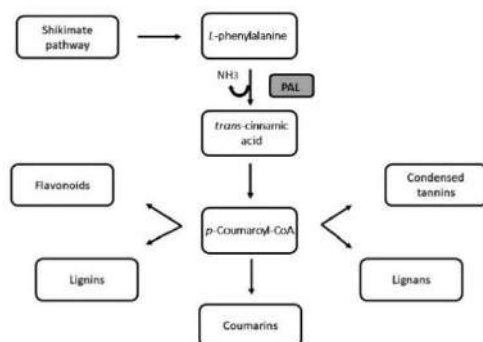 Shikimate
pathway
L-phenylalanine
NH3
PAL
trans-cinnamic
acid
Flavonoids
Condensed
tannins
p-Coumaroyl-CoA
Lignins
Lignans
Coumarins